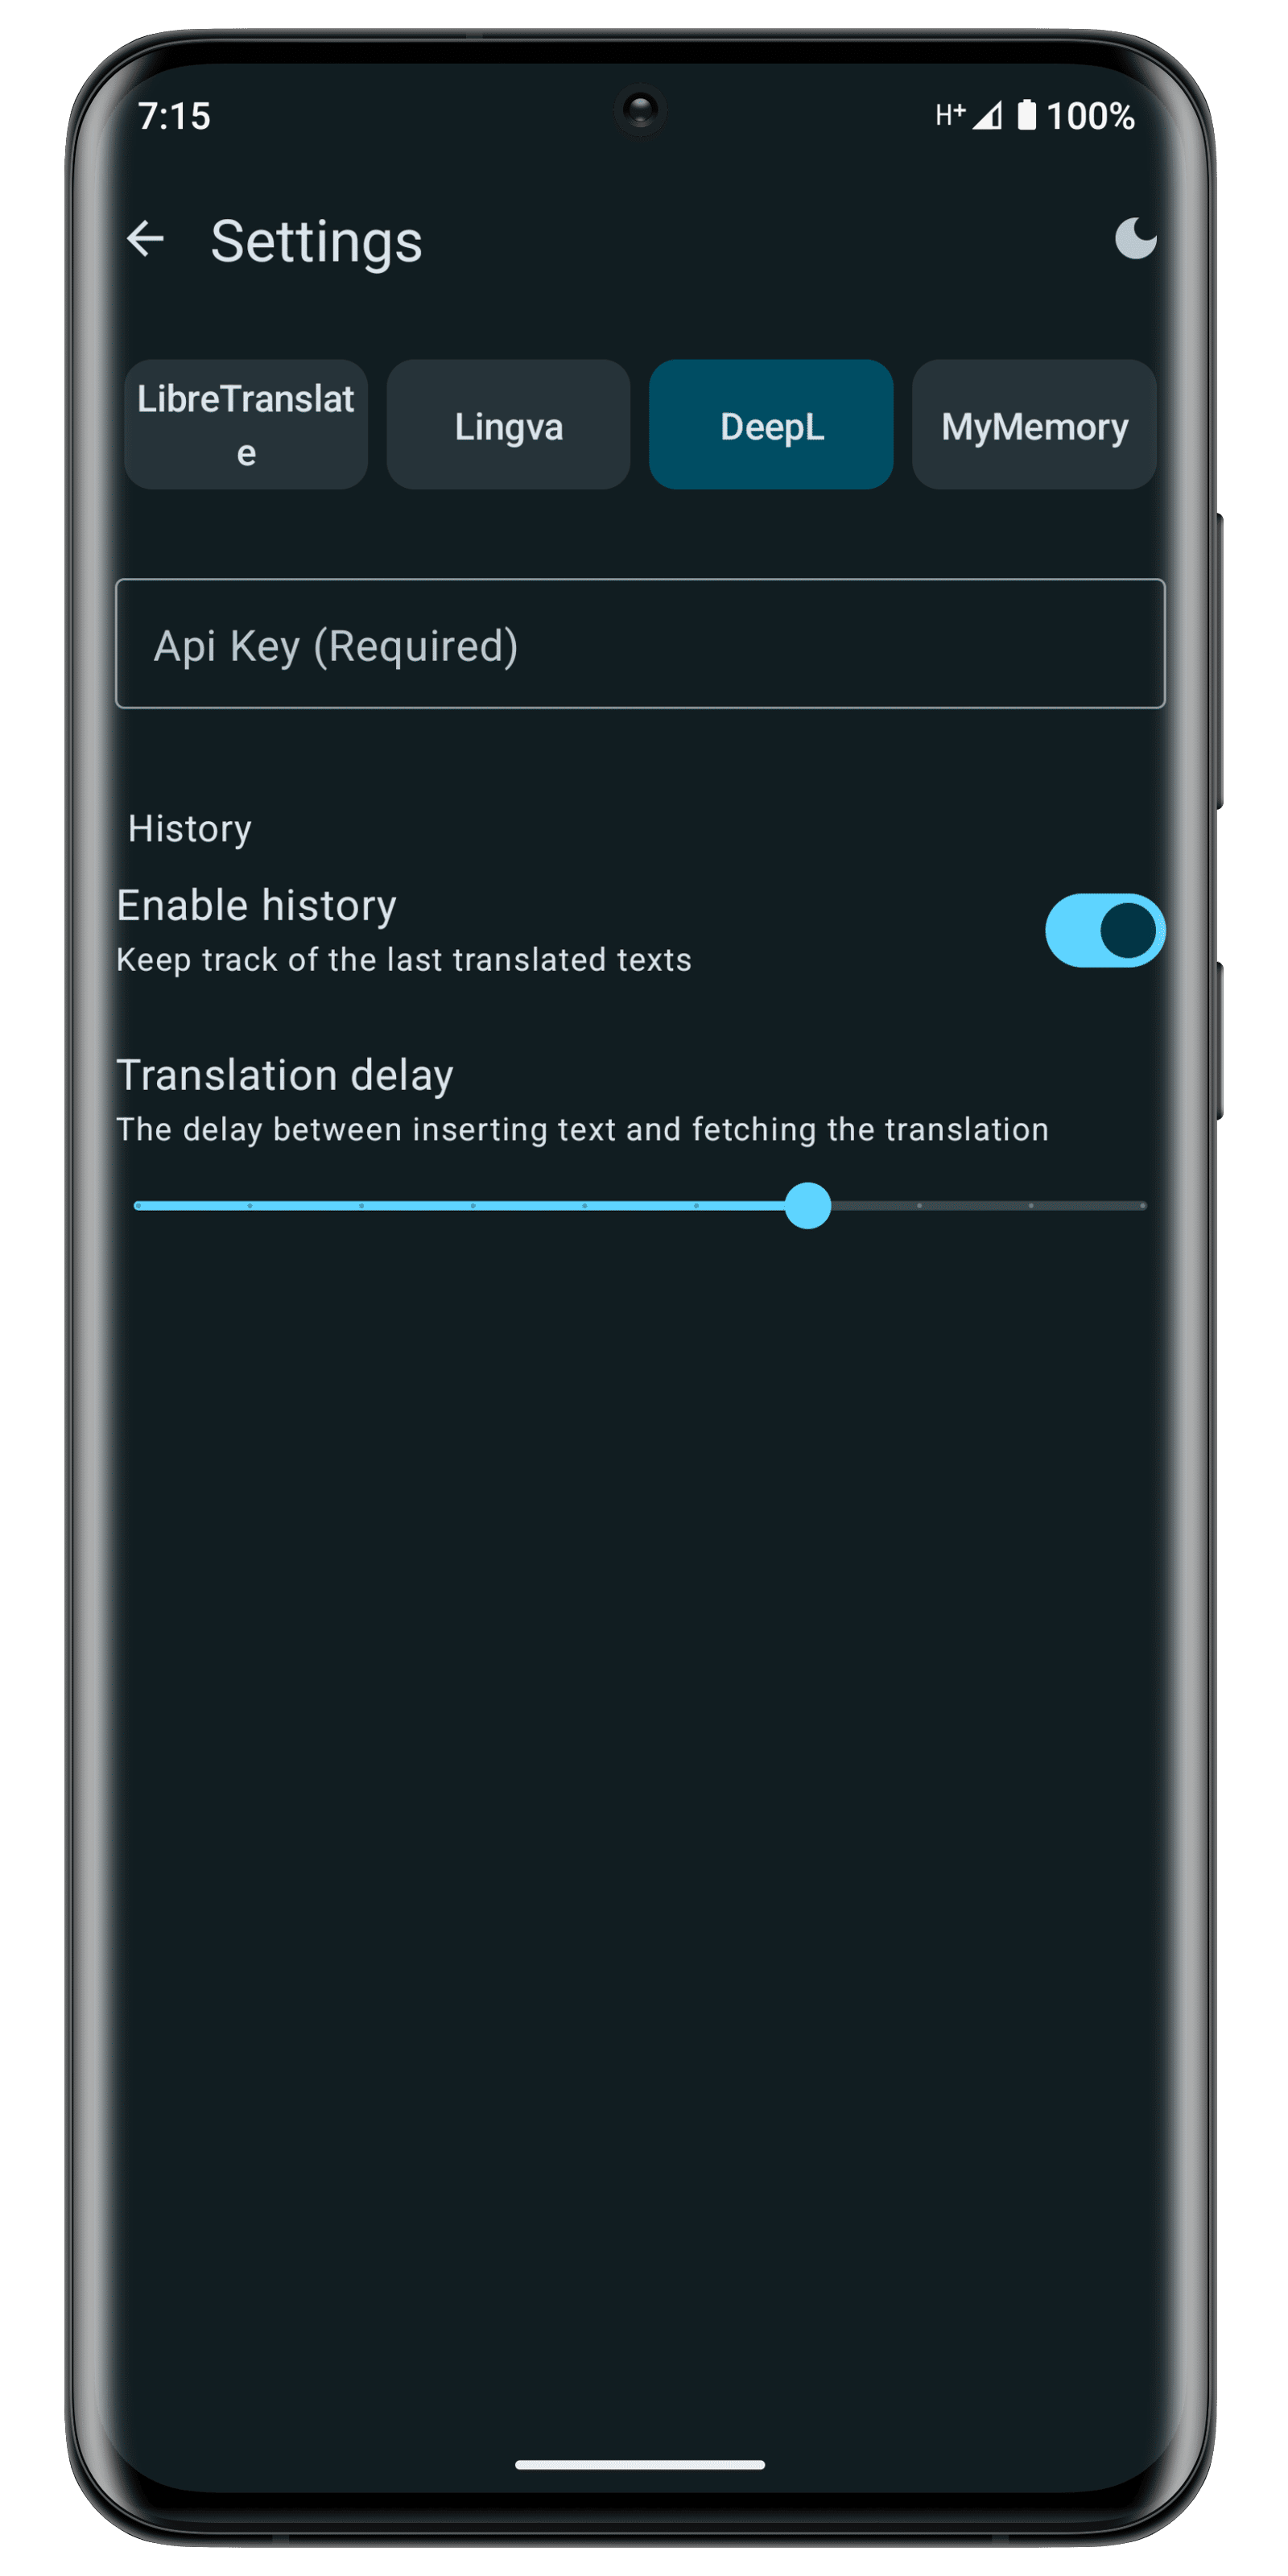 7:15
H+ 100%
Settings
LibreTranslat
e
Lingva
DeepL
MyMemory
Api Key (Required)
History
Enable history
Keep track of the last translated texts
Translation delay
The delay between inserting text and fetching the translation